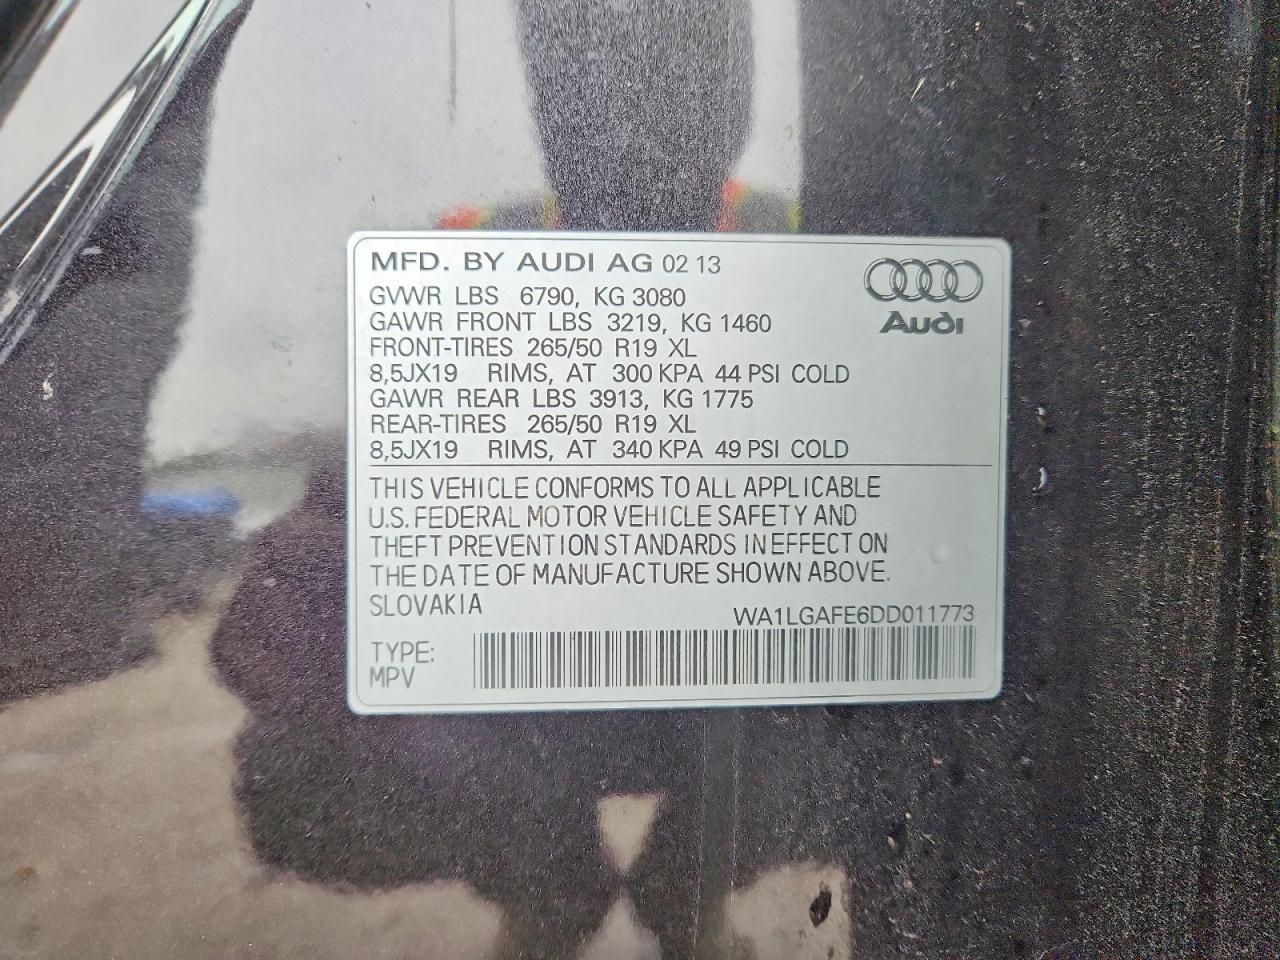 MFD. BY AUDI AG 02 13
GVWR LBS 6790, KG 3080
GAWR FRONT LBS 3219, KG 1460
FRONT-TIRES 265/50 R19 XL
8,5JX19 RIMS, AT 300 KPA 44 PSI COLD
GAWR REAR LBS 3913, KG 1775
REAR-TIRES 265/50 R19 XL
8,5JX19 RIMS, AT 340 KPA 49 PSI COLD
Audi
THIS VEHICLE CONFORMS TO ALL APPLICABLE
U.S. FEDERAL MOTOR VEHICLE SAFETY AND
THEFT PREVENTION STANDARDS IN EFFECT ON
THE DATE OF MANUFACTURE SHOWN ABOVE.
SLOVAKIA
WA1LGAFE6DD011773
TYPE:
MPV